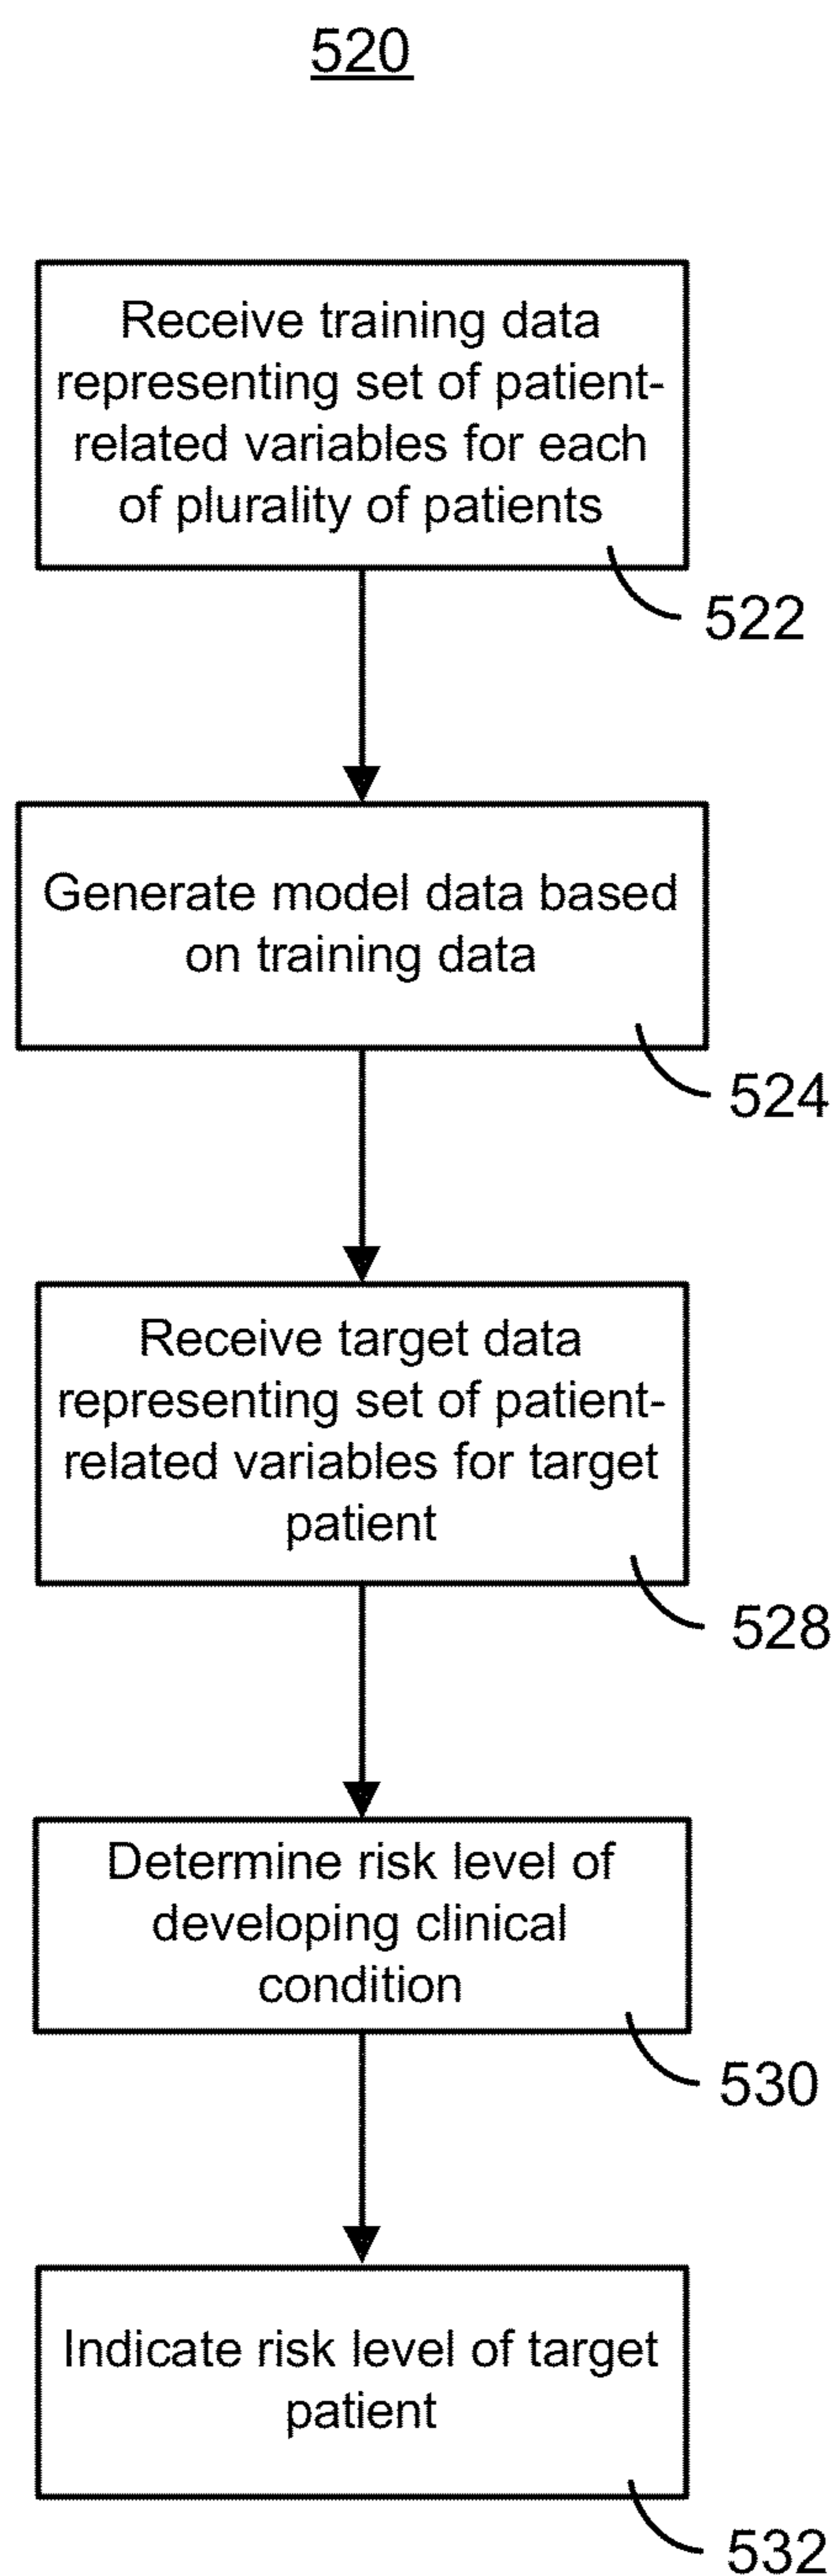 520
Receive training data
representing set of patient-
related variables for each
of plurality of patients
522
Generate model data based
on training data
524
Receive target data
representing set of patient-
related variables for target
patient
528
Determine risk level of
developing clinical
condition
530
Indicate risk level of target
patient
532